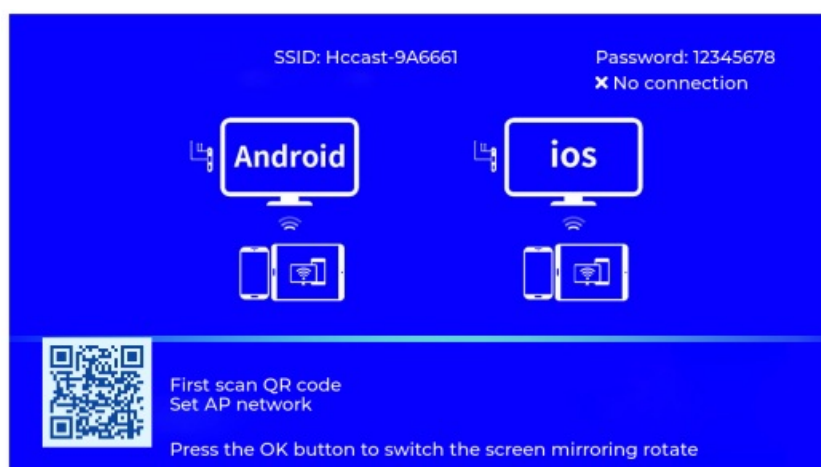 SSID: Hccast-9A6661
Password: 12345678
✕ No connection
Android
ios
First scan QR code
Set AP network
Press the OK button to switch the screen mirroring rotate